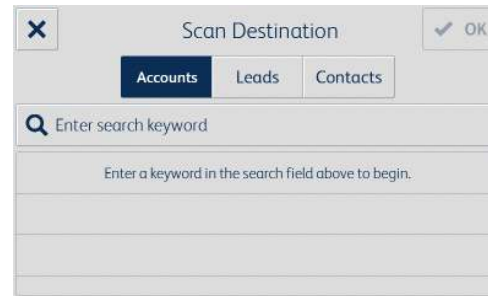 Scan Destination
OK
Accounts Leads Contacts
Enter search keyword
Enter a keyword in the search field above to begin.